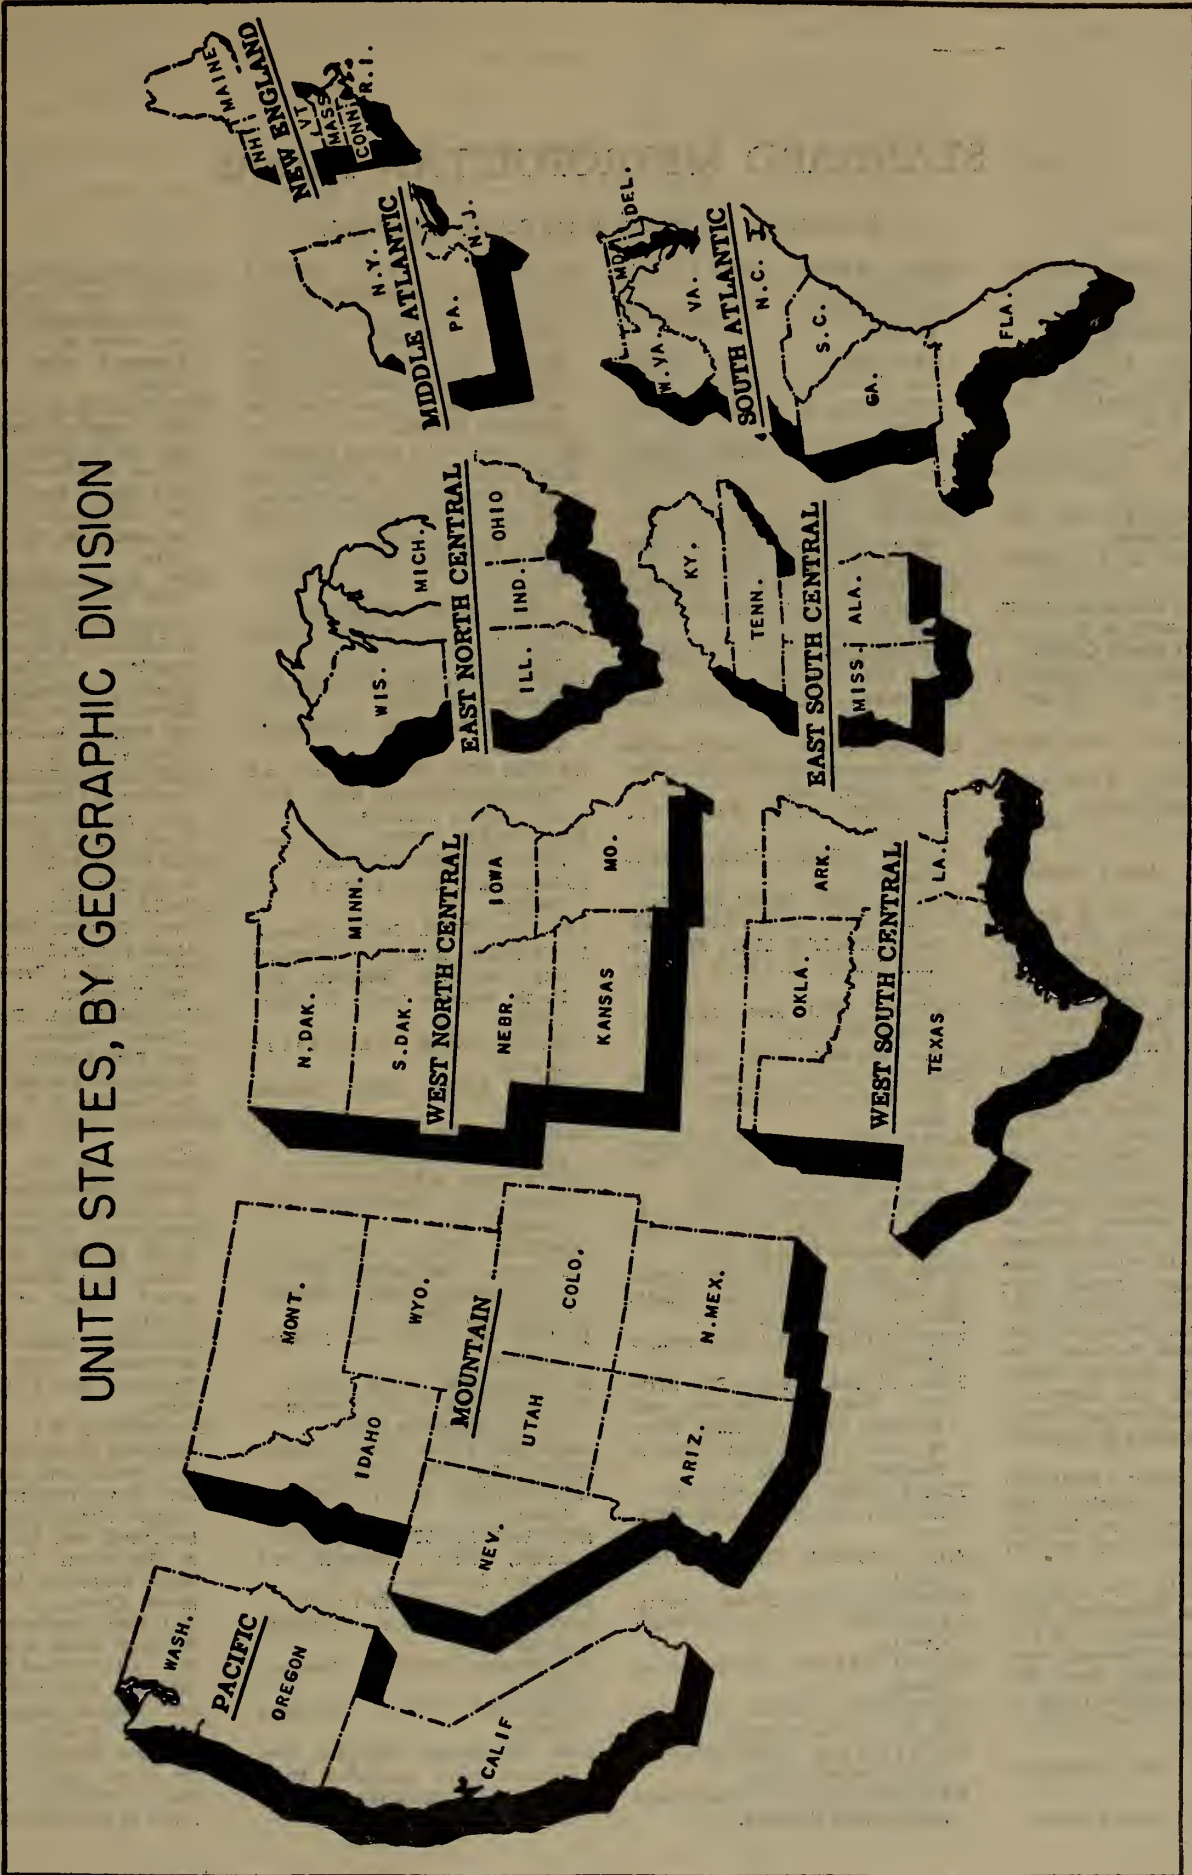 UNITED STATES, BY GEOGRAPHIC DIVISION
WASH.
PACIFIC
OREGON
CALIF
MONT.
IDAHO
WYO.
MOUNTAIN
NEV.
UTAH
COLO.
ARIZ.
N.MEX.
N.DAK.
MINN.
S.DAK.
WEST NORTH CENTRAL
NEBR.
IOWA
KANSAS
MO.
OKLA.
ARK.
WEST SOUTH CENTRAL
TEXAS
LA.
WIS.
MICH.
EAST NORTH CENTRAL
ILL.
IND.
OHIO
KY.
TENN.
EAST SOUTH CENTRAL
MISS.
ALA.
N.Y.
MIDDLE ATLANTIC
PA.
N.J.
MAINE
NH
NEW ENGLAND
VT
MASS
CONN
R.I.
MD
DEL.
W.VA.
VA.
SOUTH ATLANTIC
N.C.
S.C.
GA.
FLA.